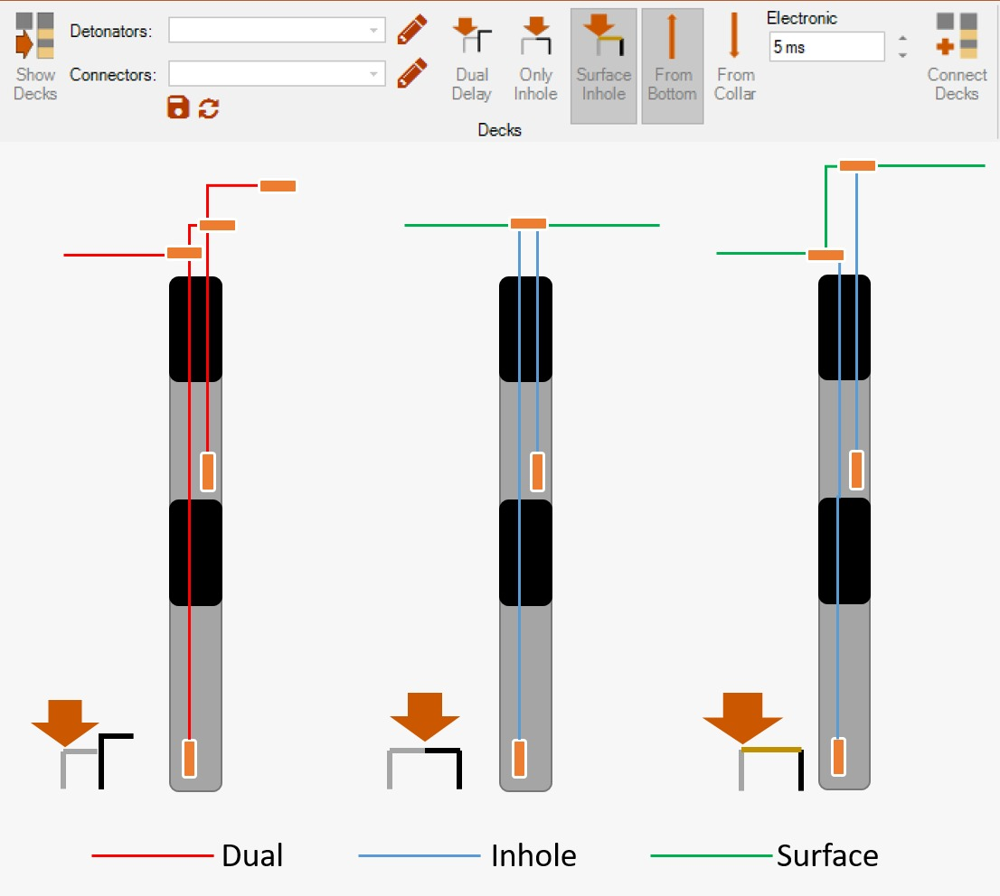 Show
Decks
Detonators:
Connectors:
Dual
Delay
Only
Inhole
Surface
Inhole
From
Bottom
From
Collar
Electronic
5 ms
Connect
Decks
Decks
Dual
Inhole
Surface